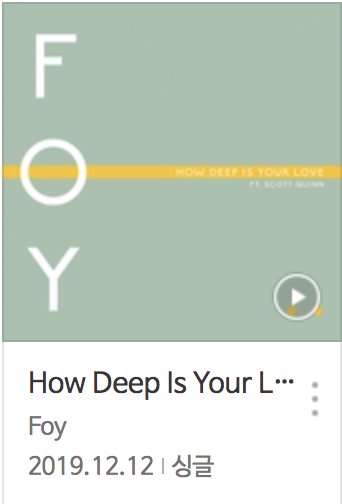 F
O
HOW DEEP IS YOUR LOVE
FT. SCOTT QUINN
Y
How Deep Is Your L···
Foy
2019.12.12 | 싱글